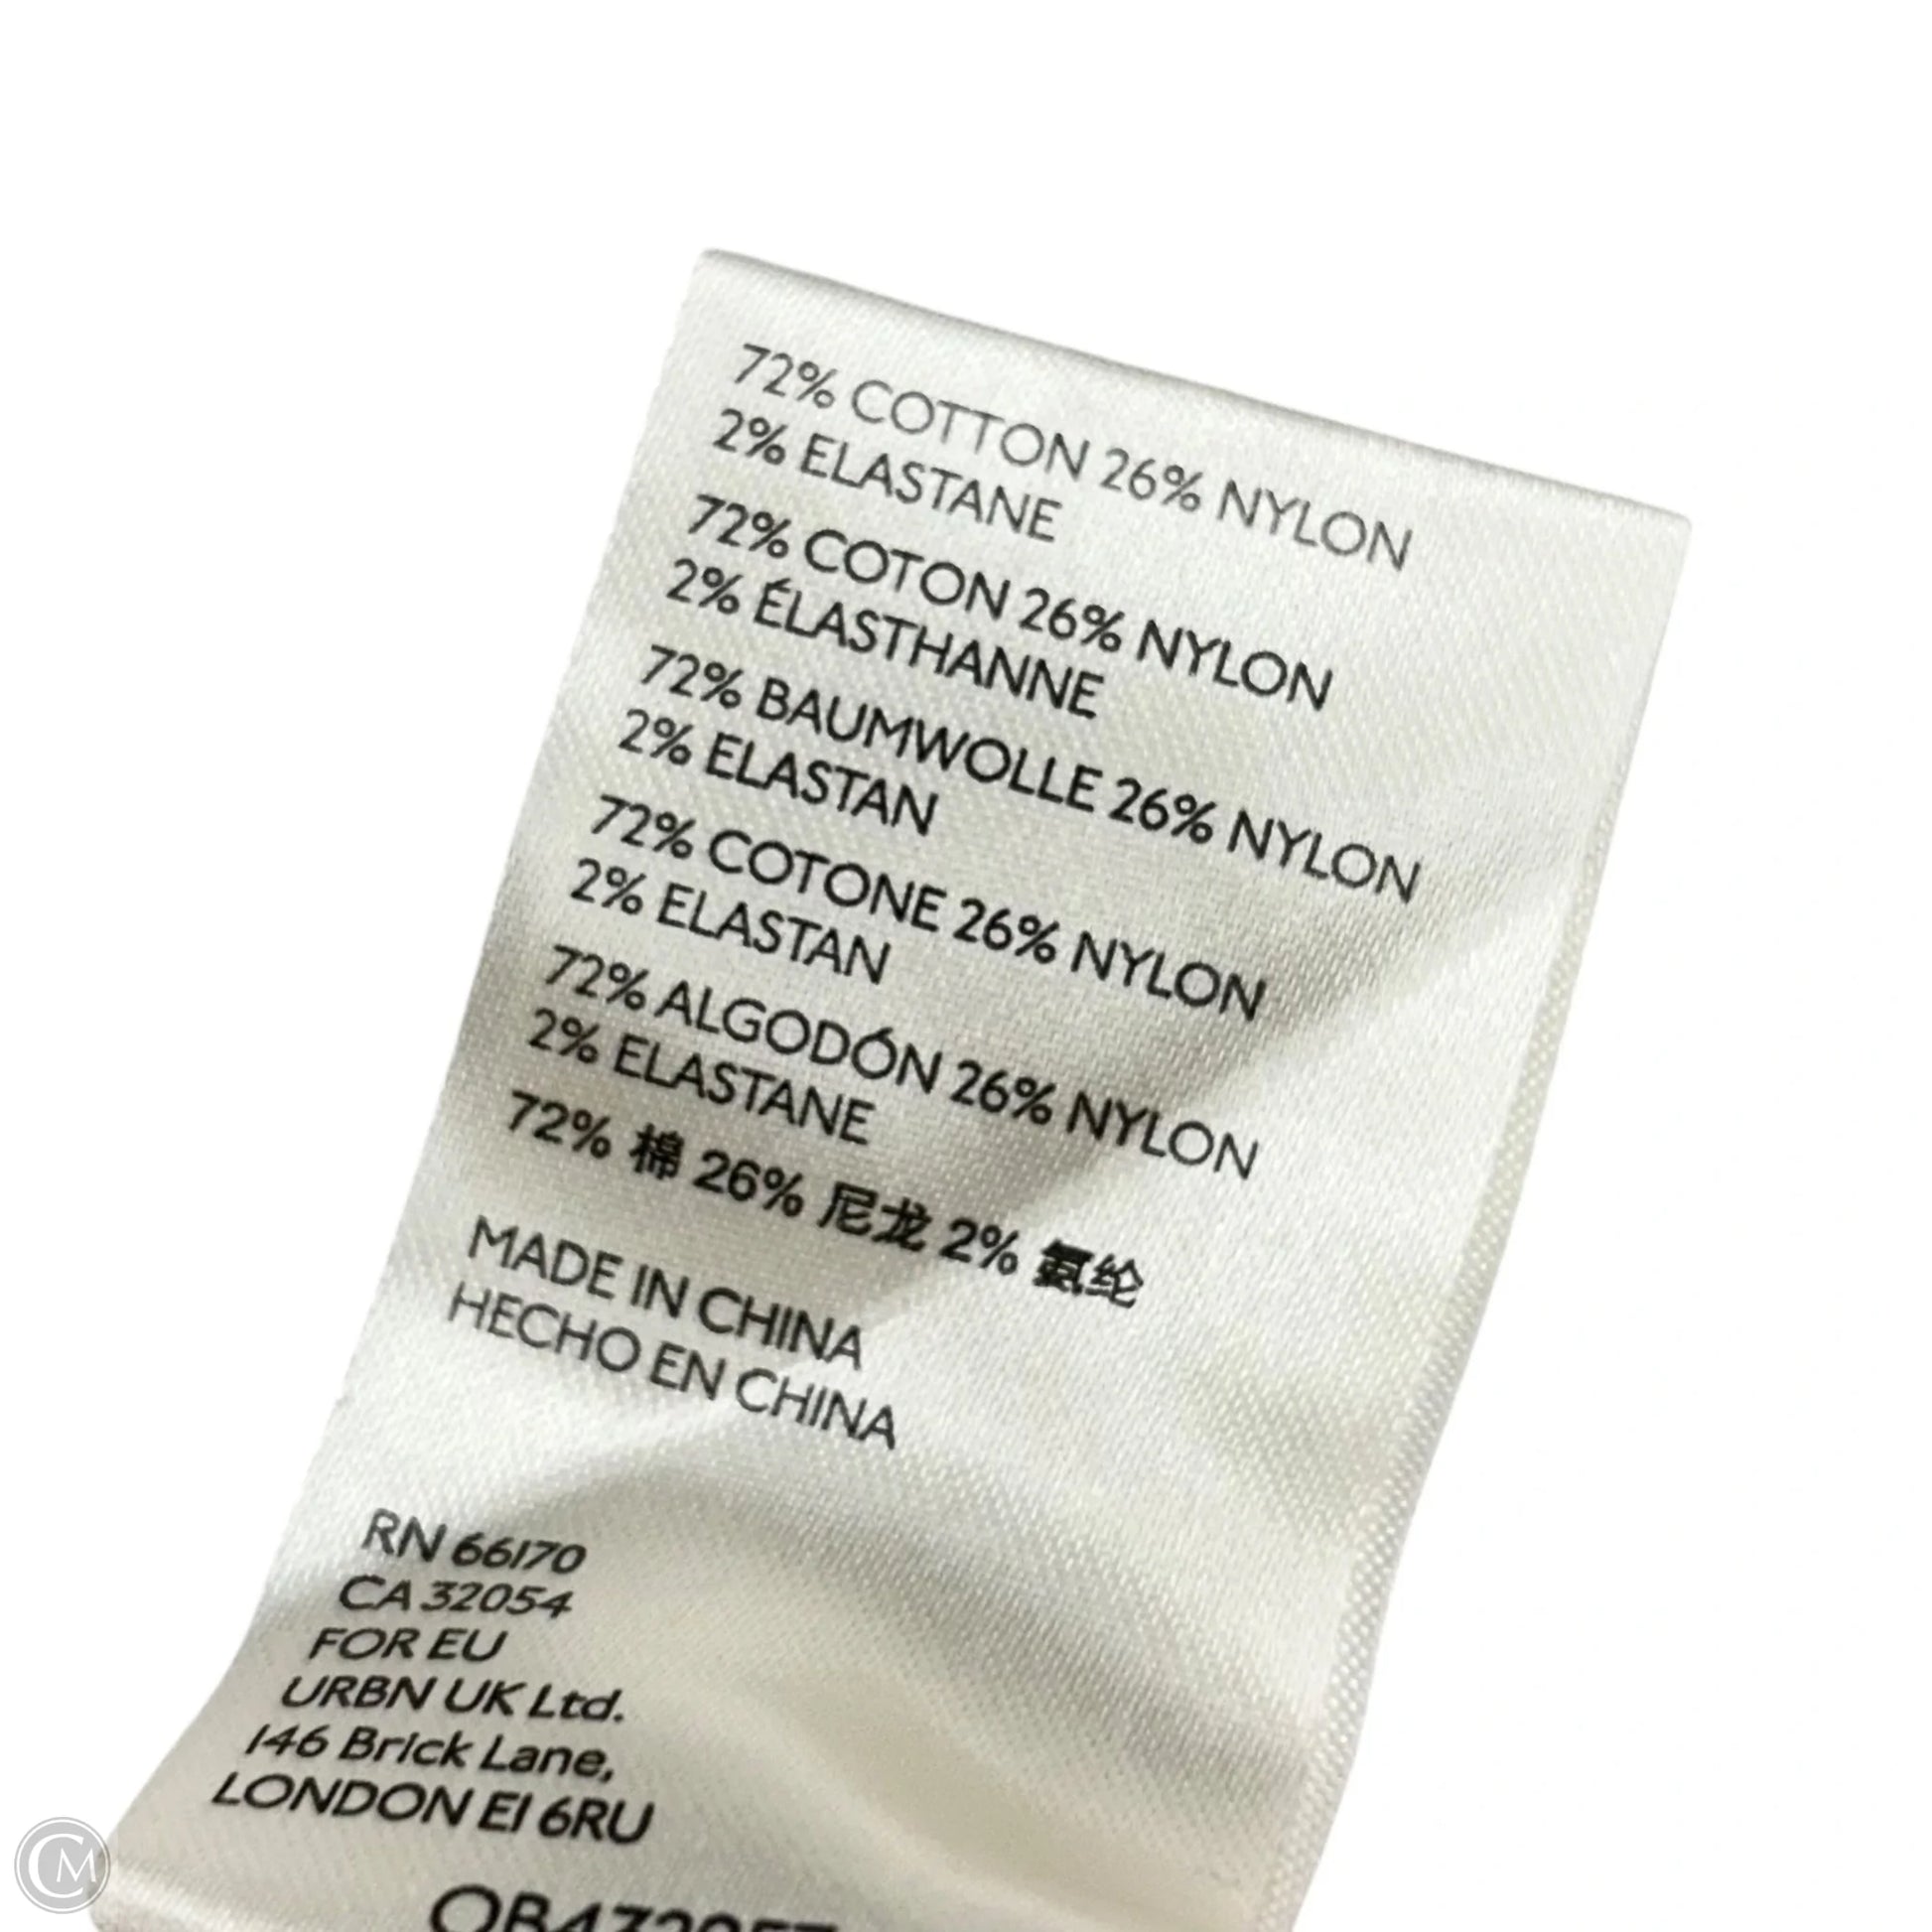 72% COTTON 26% NYLON
2% ELASTANE
72% COTON 26% NYLON
2% ÉLASTHANNE
72% BAUMWOLLE 26% NYLON
2% ELASTAN
72% COTONE 26% NYLON
2% ELASTAN
72% ALGODÓN 26% NYLON
2% ELASTANE
72% 棉 26% 尼龙 2% 氨纶
MADE IN CHINA
HECHO EN CHINA
RN 66170
CA 32054
FOR EU
URBN UK Ltd.
146 Brick Lane,
LONDON E1 6RU
CM